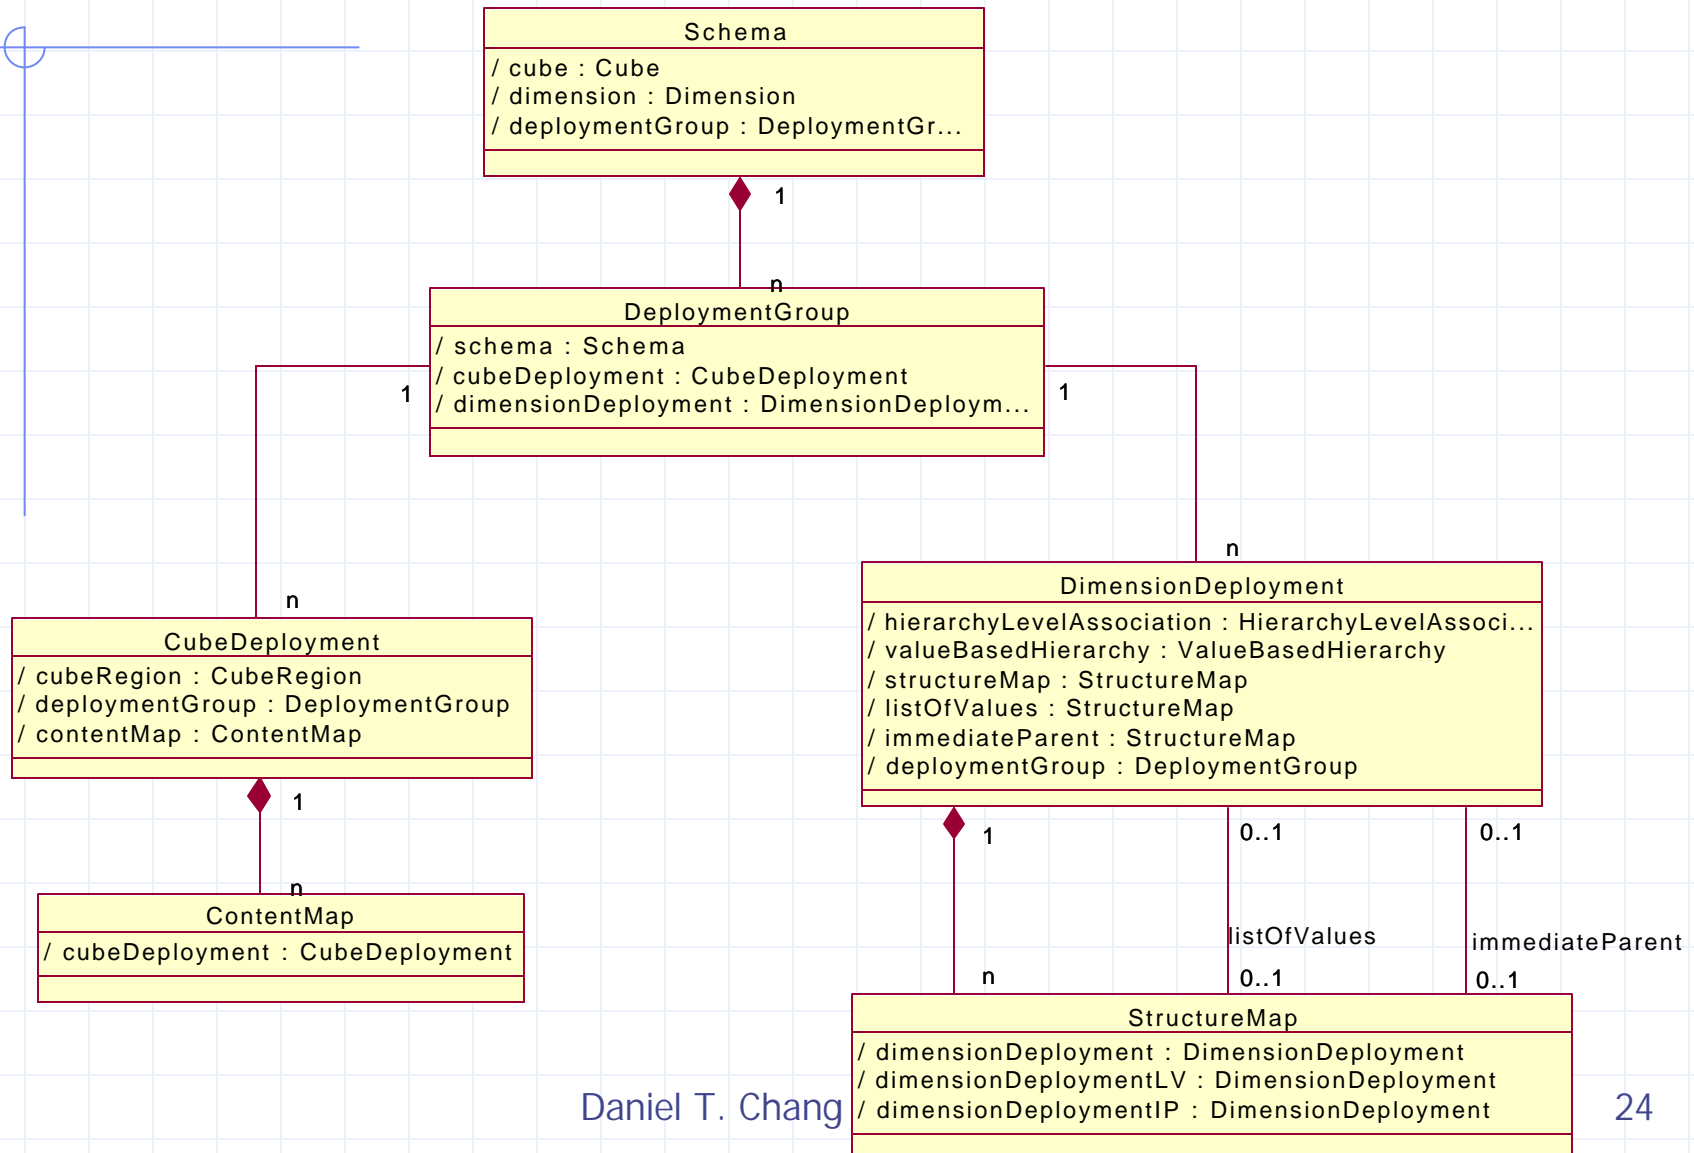 Schema
/ cube : Cube
/ dimension : Dimension
/ deploymentGroup : DeploymentGr...
1
n
DeploymentGroup
/ schema : Schema
/ cubeDeployment : CubeDeployment
/ dimensionDeployment : DimensionDeploym...
1
1
n
n
CubeDeployment
/ cubeRegion : CubeRegion
/ deploymentGroup : DeploymentGroup
/ contentMap : ContentMap
1
n
ContentMap
/ cubeDeployment : CubeDeployment
DimensionDeployment
/ hierarchyLevelAssociation : HierarchyLevelAssoci...
/ valueBasedHierarchy : ValueBasedHierarchy
/ structureMap : StructureMap
/ listOfValues : StructureMap
/ immediateParent : StructureMap
/ deploymentGroup : DeploymentGroup
1
0..1
0..1
listOfValues
immediateParent
n
0..1
0..1
StructureMap
/ dimensionDeployment : DimensionDeployment
/ dimensionDeploymentLV : DimensionDeployment
/ dimensionDeploymentIP : DimensionDeployment
Daniel T. Chang
24